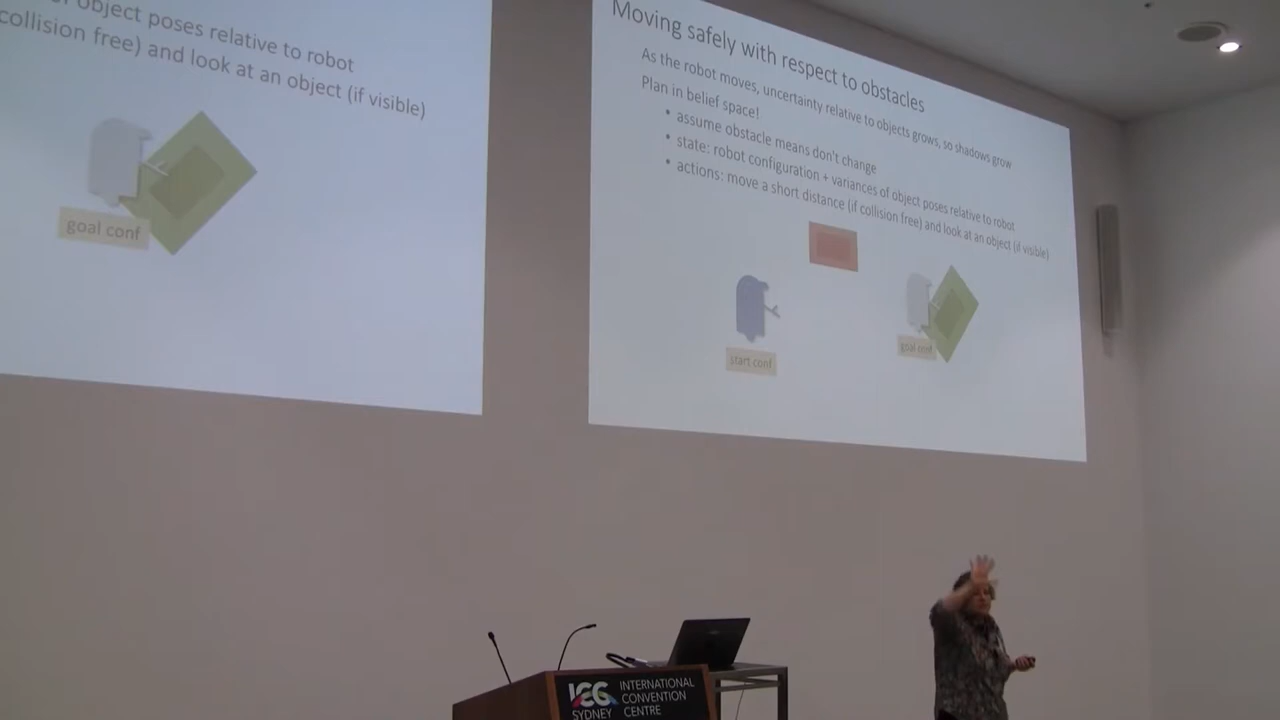 object poses relative to robot
collision free) and look at an object (if visible)
goal conf
Moving safely with respect to obstacles
As the robot moves, uncertainty relative to objects grows, so shadows grow
Plan in belief space!
• assume obstacle means don't change
• state: robot configuration + variances of object poses relative to robot
• actions: move a short distance (if collision free) and look at an object (if visible)
start conf
goal conf
ICC
SYDNEY
INTERNATIONAL
CONVENTION
CENTRE